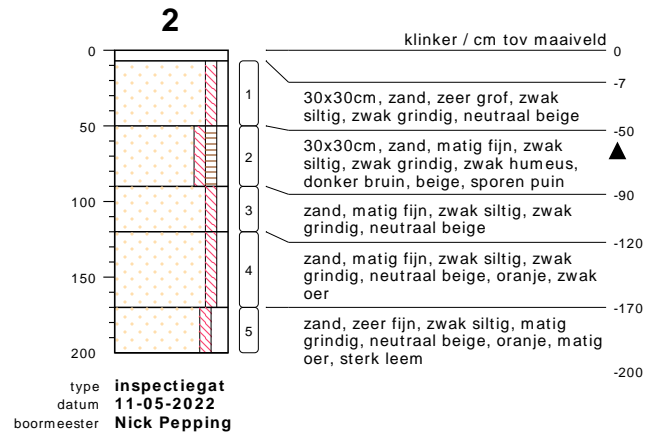 2
klinker / cm tov maaiveld
0
0
-7
1
30x30cm, zand, zeer grof, zwak
siltig, zwak grindig, neutraal beige
50
-50
2
30x30cm, zand, matig fijn, zwak
siltig, zwak grindig, zwak humeus,
donker bruin, beige, sporen puin
-90
100
3
zand, matig fijn, zwak siltig, zwak
grindig, neutraal beige
-120
4
zand, matig fijn, zwak siltig, zwak
grindig, neutraal beige, oranje, zwak
oer
150
-170
5
zand, zeer fijn, zwak siltig, matig
grindig, neutraal beige, oranje, matig
oer, sterk leem
200
-200
type inspectiegat
datum 11-05-2022
boormeester Nick Pepping